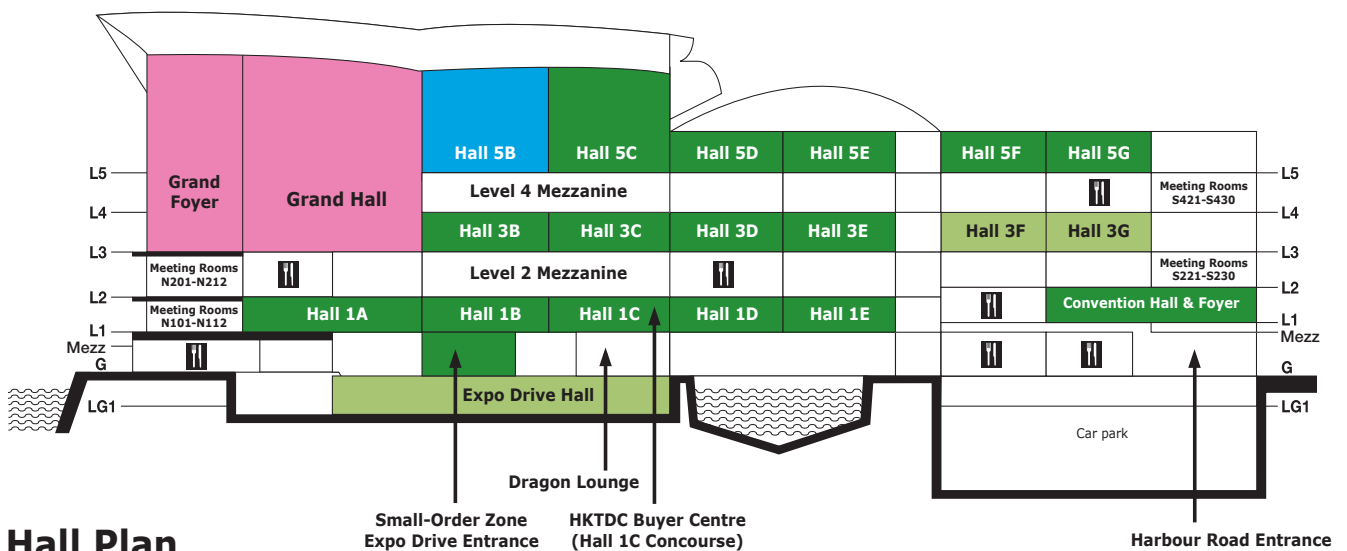 Hall 5B
Hall 5C
Hall 5D
Hall 5E
Hall 5F
Hall 5G
L5
L5
Grand
Foyer
Grand Hall
Level 4 Mezzanine
Meeting Rooms
S421-S430
L4
L4
Hall 3B
Hall 3C
Hall 3D
Hall 3E
Hall 3F
Hall 3G
L3
L3
Meeting Rooms
N201-N212
Level 2 Mezzanine
Meeting Rooms
S221-S230
L2
L2
Meeting Rooms
N101-N112
Hall 1A
Hall 1B
Hall 1C
Hall 1D
Hall 1E
Convention Hall & Foyer
L1
L1
Mezz
Mezz
G
G
Expo Drive Hall
LG1
LG1
Car park
Dragon Lounge
Small-Order Zone
Expo Drive Entrance
HKTDC Buyer Centre
(Hall 1C Concourse)
Harbour Road Entrance
Hall Plan